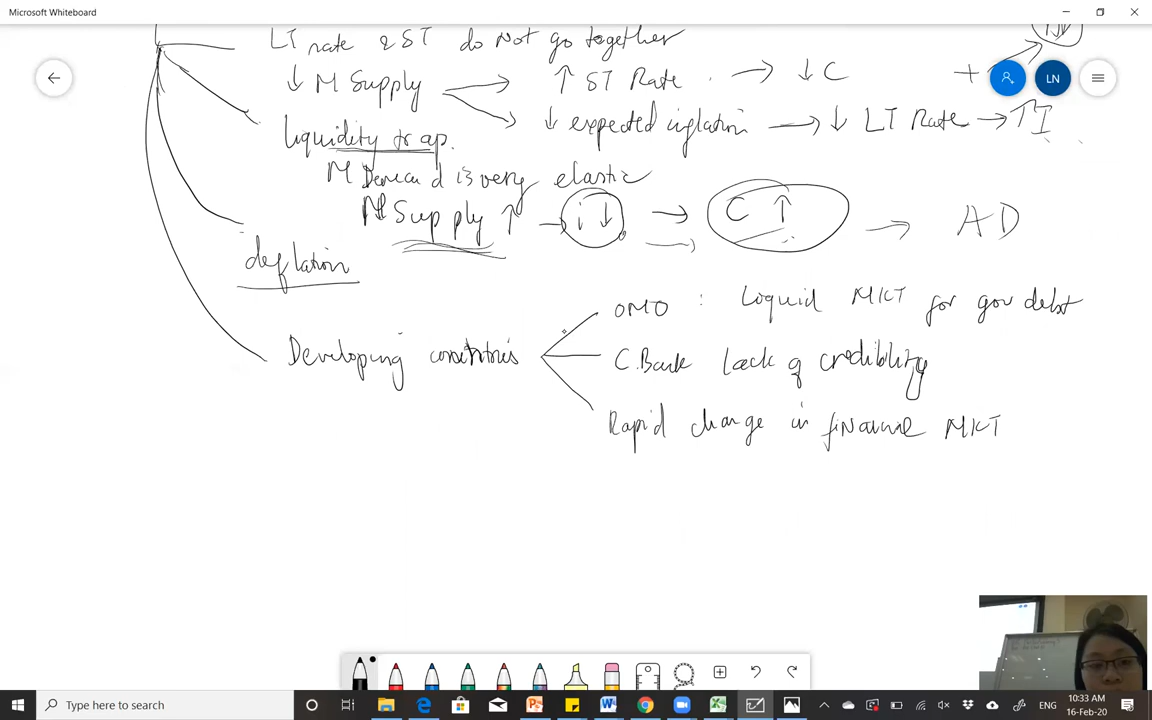 Microsoft Whiteboard
LT rate & ST do Not go together
↓ M Supply → ↑ ST Rate → ↓ C +
→ ↓ expected inflation → ↓ LT Rate → ↑ I
LN
liquidity trap.
M Demand is very elastic
M Supply ↑ → i ↓ → C ↑ → AD
deflation
Developing countries
OMO : Liquid MKT for gov debt
C.Bank lack of credibility
Rapid change in financial MKT
Type here to search
ENG
10:33 AM
16-Feb-20